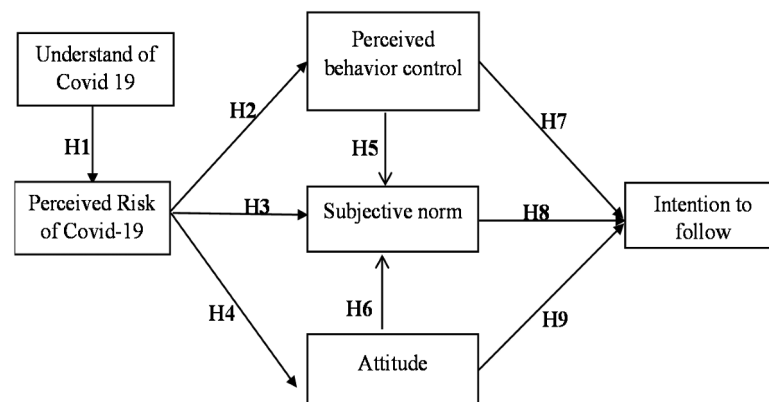 Understand of
Covid 19
H1
Perceived Risk
of Covid-19
H2
H3
H4
Perceived
behavior control
H5
Subjective norm
H6
Attitude
H7
H8
H9
Intention to
follow